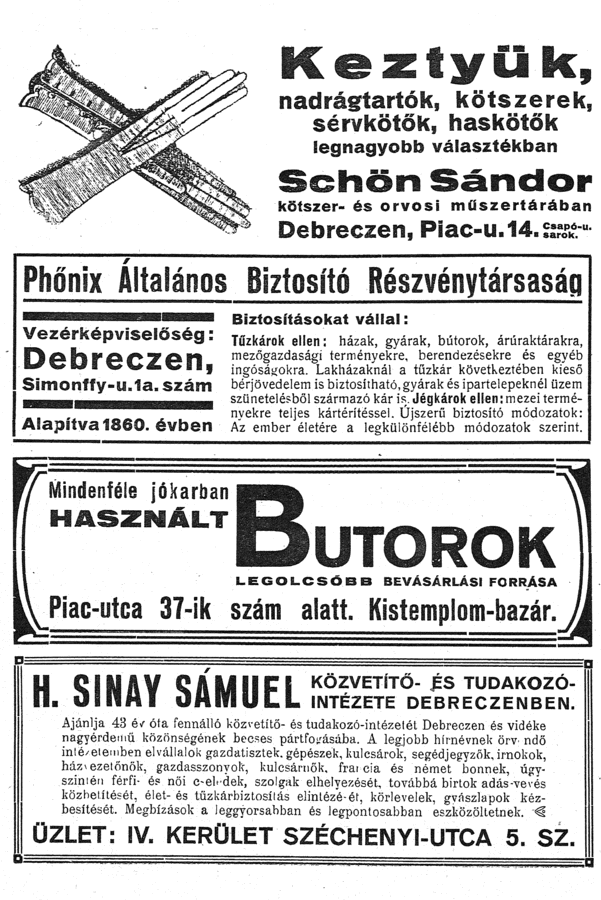 Keztyük,
nadrágtartók, kötszerek,
sérvkötők, haskötők
legnagyobb választékban
Schön Sándor
kötszer- és orvosi műszertárában
Debreczen, Piac-u. 14. Csapó-u. sarok.
Phőnix Általános Biztosító Részvénytársaság
Vezérképviselőség:
Debreczen,
Simonffy-u. 1a. szám
Alapítva 1860. évben
Biztosításokat vállal:
Tűzkárok ellen: házak, gyárak, bútorok, árúraktárakra,
mezőgazdasági terményekre, berendezésekre és egyéb
ingóságokra. Lakházaknál a tűzkár következtében kieső
bérjövedelem is biztosítható, gyárak és ipartelepeknél üzem
szünetelésből származó kár is. Jégkárok ellen: mezei termé-
nyekre teljes kártérítéssel. Újszerű biztosító módozatok:
Az ember életére a legkülönfélébb módozatok szerint.
Mindenféle jókarban
HASZNÁLT
BUTOROK
LEGOLCSÓBB BEVÁSÁRLÁSI FORRÁSA
Piac-utca 37-ik szám alatt. Kistemplom-bazár.
H. SINAY SÁMUEL KÖZVETÍTŐ- ÉS TUDAKOZÓ-
INTÉZETE DEBRECZENBEN.
Ajánlja 43 év óta fennálló közvetítő- és tudakozó-intézetét Debreczen és vidéke
nagyérdemű közönségének becses pártfogásába. A legjobb hírnévnek örvendő
intézetemben elvállalok gazdatisztek, gépészek, kulcsárok, segédjegyzők, irnokok,
házvezetőnők, gazdasszonyok, kulcsárnők, francia és német bonnek, úgy-
szintén férfi- és női cselédek, szolgák elhelyezését, továbbá birtok adás-vevés
közvetítését, élet- és tűzkárbiztosítás elintézését, körlevelek, gyászlapok kéz-
besítését. Megbízások a leggyorsabban és legpontosabban eszközöltetnek.
ÜZLET: IV. KERÜLET SZÉCHENYI-UTCA 5. SZ.